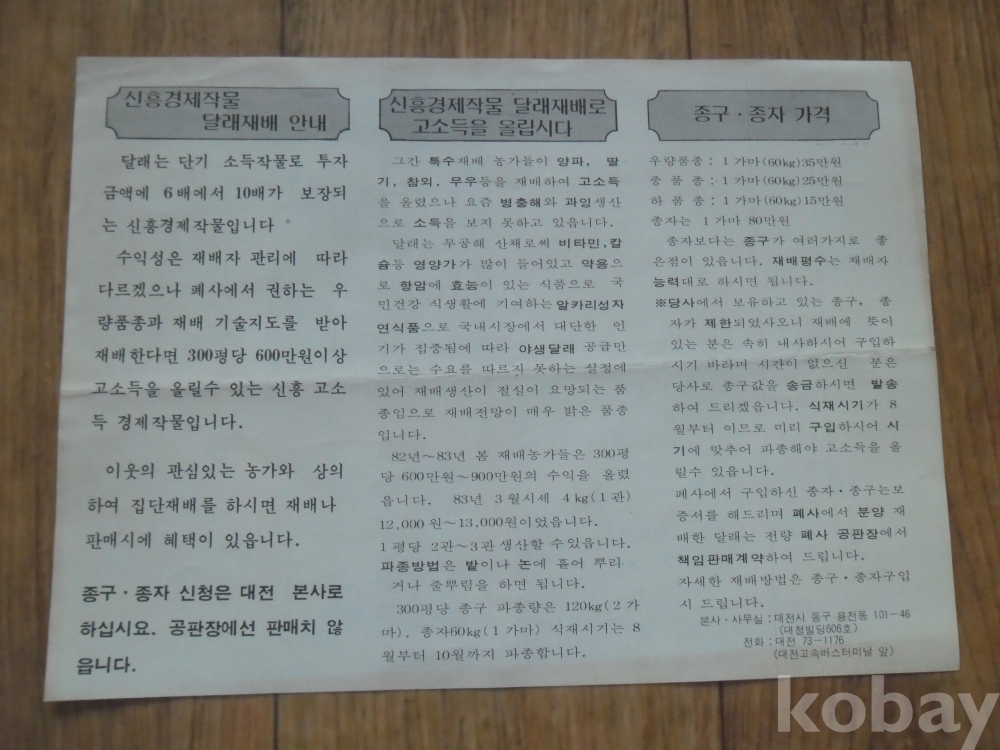 신흥경제작물
달래재배 안내
달래는 단기 소득작물로 투자
금액에 6배에서 10배가 보장되
는 신흥경제작물입니다。
수익성은 재배자 관리에 따라
다르겠으나 폐사에서 권하는 우
량품종과 재배 기술지도를 받아
재배한다면 300평당 600만원이상
고소득을 올릴수 있는 신흥 고소
득 경제작물입니다.
이웃의 관심있는 농가와 상의
하여 집단재배를 하시면 재배나
판매시에 혜택이 있읍니다.
종구·종자 신청은 대전 본사로
하십시요. 공판장에선 판매치 않
읍니다.
신흥경제작물 달래재배로
고소득을 올립시다
그간 특수재배 농가들이 양파, 딸
기, 참외, 무우등을 재배하여 고소득
을 올렸으나 요즘 병충해와 과잉생산
으로 소득을 보지 못하고 있읍니다.
달래는 무공해 산채로써 비타민,칼
슘등 영양가가 많이 들어있고 약용으
로 항암에 효능이 있는 식품으로 국
민건강 식생활에 기여하는 알카리성자
연식품으로 국내시장에서 대단한 인
기가 집중됨에 따라 야생달래 공급만
으로는 수요를 따르진 못하는 실정에
있어 재배생산이 절실이 요망되는 품
종임으로 재배전망이 매우 밝은 품종
입니다.
82년~83년 봄 재배농가들은 300평
당 600만원~900만원의 수익을 올렸
읍니다. 83년 3월시세 4kg(1관)
12,000원~13,000원이었읍니다.
1평당 2관~3관 생산할 수있읍니다.
파종방법은 밭이나 논에 흩어 뿌리
거나 줄뿌림을 하면 됩니다.
300평당 종구 파종량은 120kg(2가
마), 종자60kg(1가마) 식재시기는 8
월부터 10월까지 파종합니다.
종구·종자 가격
우량품종 : 1가마(60kg)35만원
중 품 종 : 1가마(60kg)25만원
하 품 종 : 1가마(60kg)15만원
종자는 1가마 80만원
종자보다는 종구가 여러가지로 좋
은점이 있읍니다. 재배평수는 재배자
능력대로 하시면 됩니다.
※당사에서 보유하고 있는 종구, 종
자가 제한되었사오니 재배에 뜻이
있는 분은 속히 내사하시어 구입하
시기 바라며 시간이 없으신 분은
당사로 종구값을 송금하시면 발송
하여 드리겠읍니다. 식재시기가 8
월부터 이므로 미리 구입하시어 시
기에 맞추어 파종해야 고소득을 올
릴수 있읍니다.
폐사에서 구입하신 종자·종구는보
증서를 해드리며 폐사에서 분양 재
배한 달래는 전량 폐사 공판장에서
책임판매계약하여 드립니다.
자세한 재배방법은 종구·종자구입
시 드립니다.
본사·사무실 : 대전시 동구 용전동 101-46
(대청빌딩606호)
전화 : 대전 73-1176
(대전고속버스터미날 앞)
kobay